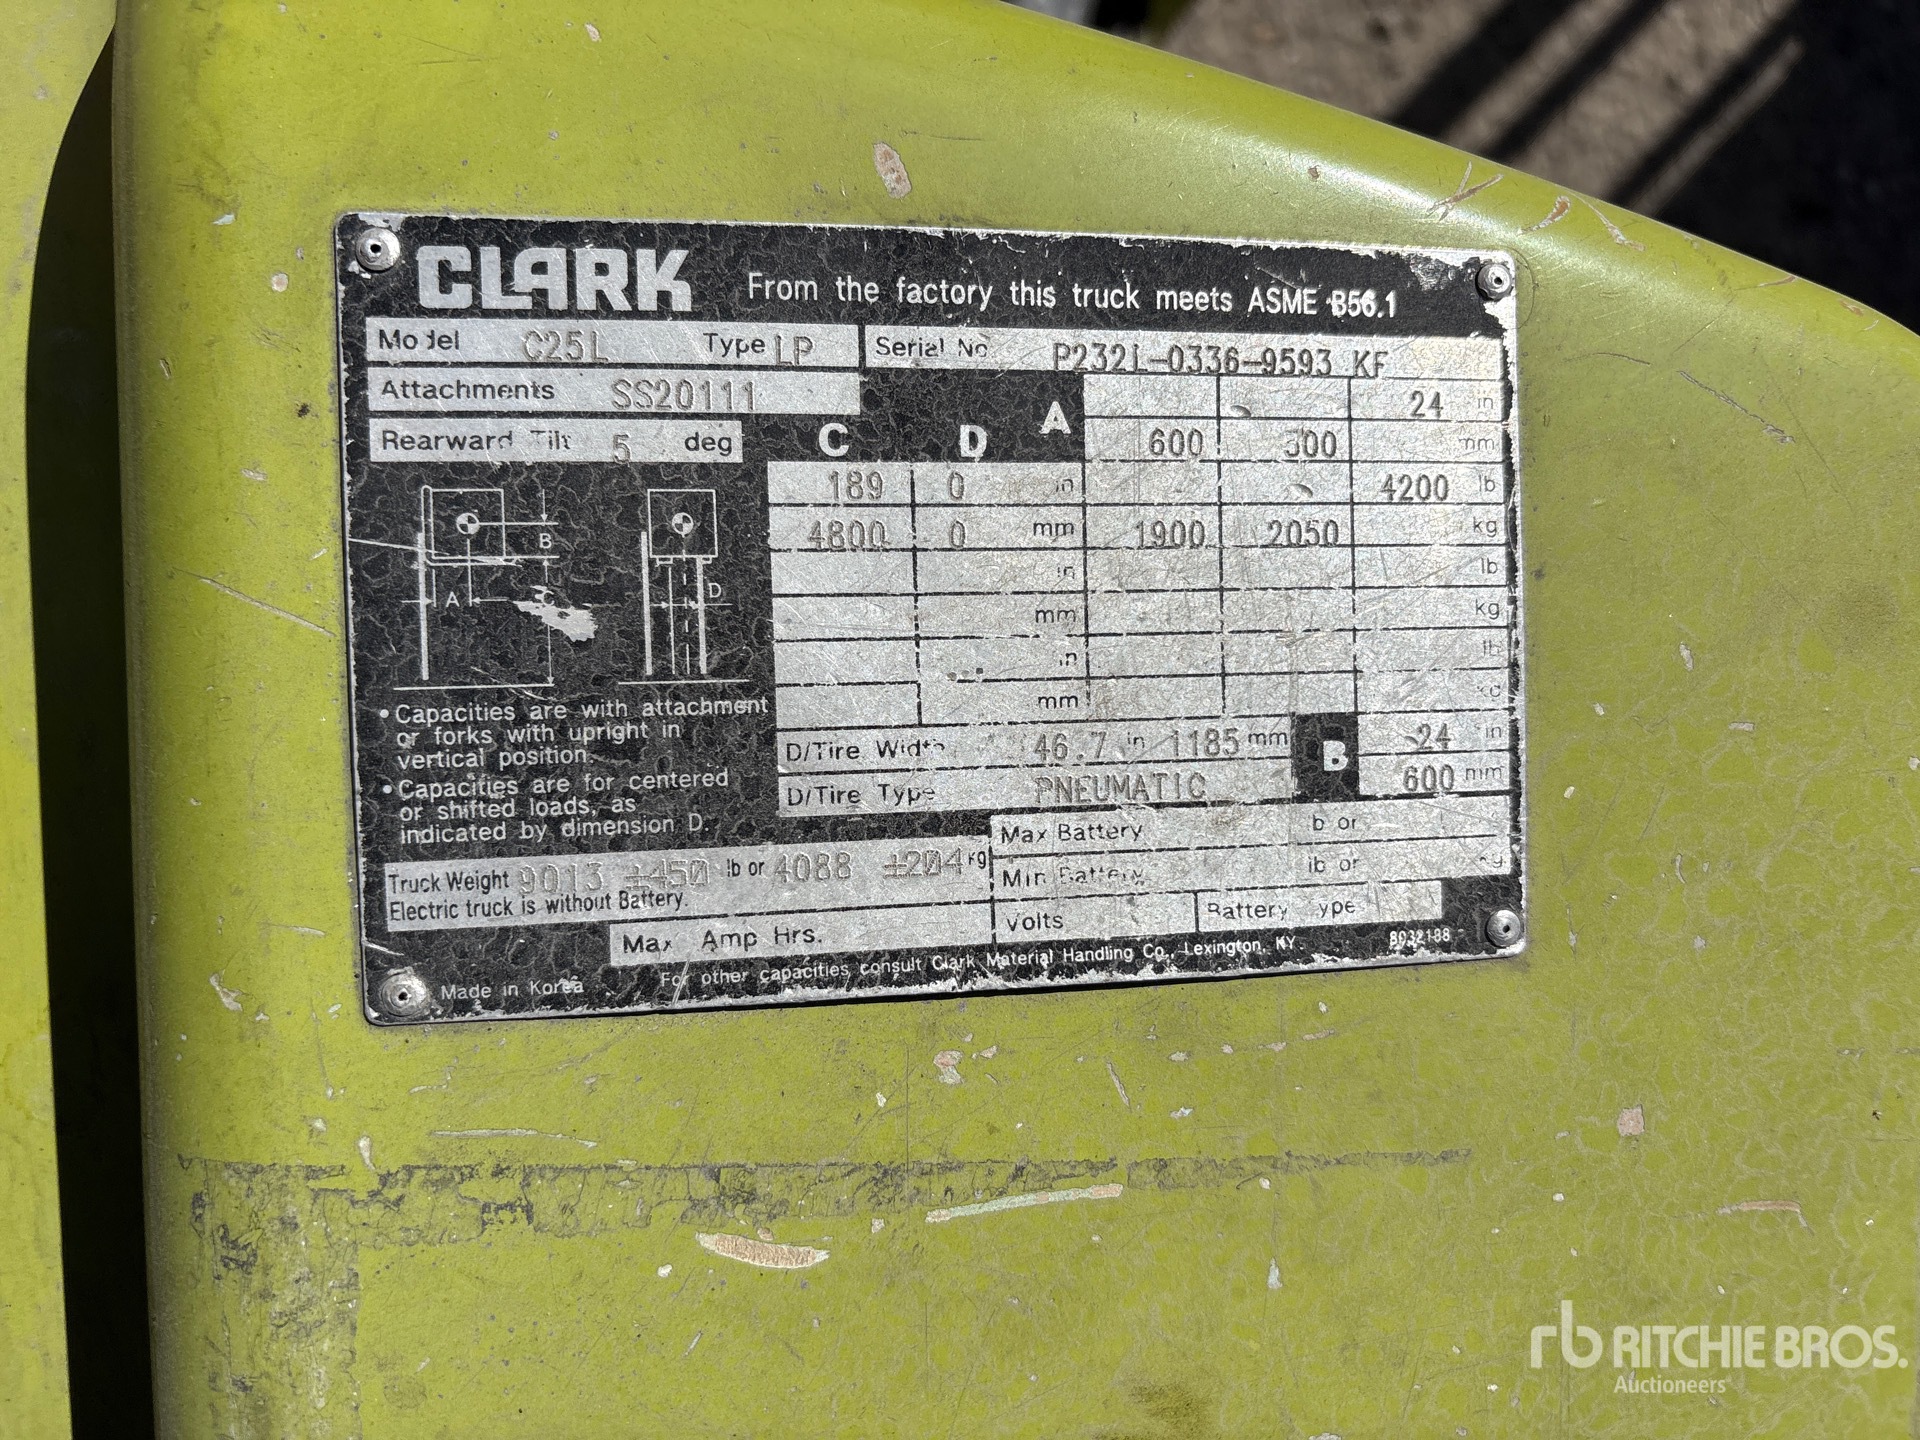 CLARK From the factory this truck meets ASME B56.1
Model C25L Type LP Serial No P232L-0336-9593 KF
Attachments SS20111
Rearward Tilt 5 deg
C D A
24 in
600 mm
189 0 in 4200 lb
4800 0 mm 1900 2050 kg
in lb
mm kg
in lb
mm kg
B A C D
• Capacities are with attachment
or forks with upright in
vertical position.
• Capacities are for centered
or shifted loads, as
indicated by dimension D.
D/Tire Width 46.7 in 1185 mm B 24 in
D/Tire Type PNEUMATIC 600 mm
Truck Weight 9013 ±450 lb or 4088 ±204 kg
Electric truck is without Battery.
Max Battery lb or
Min Battery lb or kg
Max Amp Hrs. Volts Battery Type
8032188
Made in Korea For other capacities consult Clark Material Handling Co., Lexington, KY.
rb RITCHIE BROS.
Auctioneers